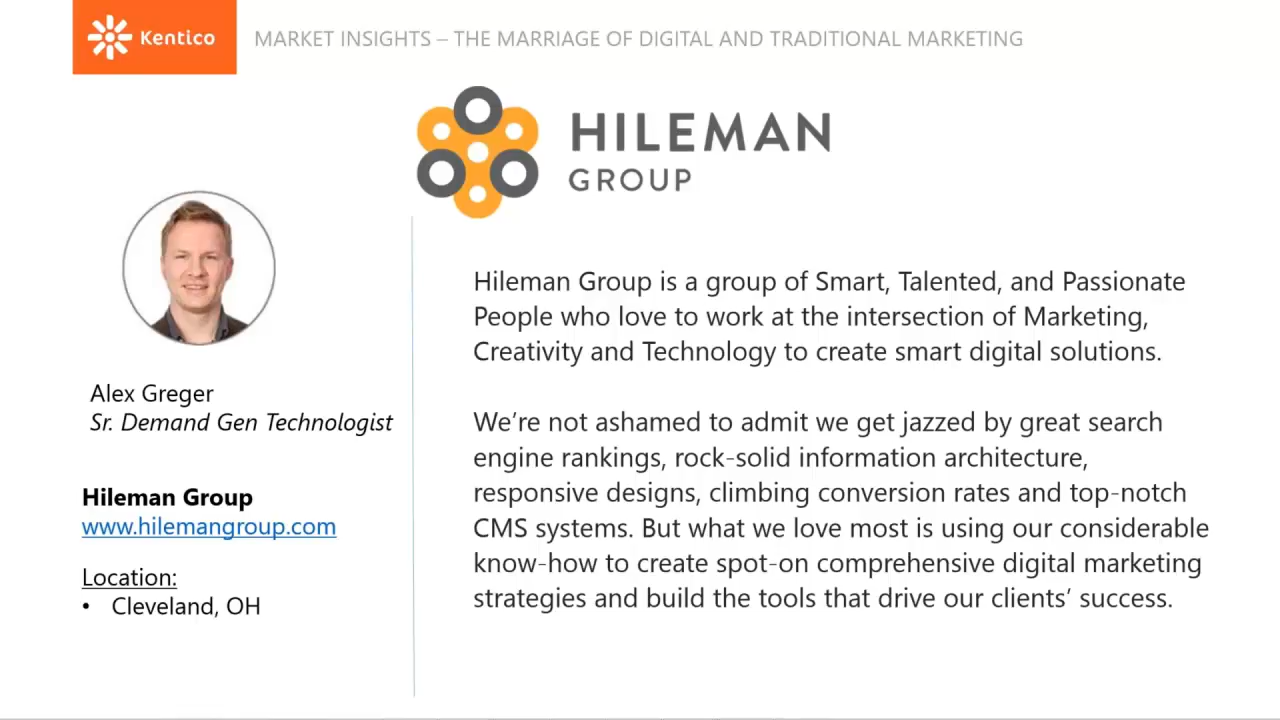 Kentico
MARKET INSIGHTS – THE MARRIAGE OF DIGITAL AND TRADITIONAL MARKETING
HILEMAN
GROUP
Alex Greger
Sr. Demand Gen Technologist
Hileman Group
www.hilemangroup.com
Location:
• Cleveland, OH
Hileman Group is a group of Smart, Talented, and Passionate
People who love to work at the intersection of Marketing,
Creativity and Technology to create smart digital solutions.
We’re not ashamed to admit we get jazzed by great search
engine rankings, rock-solid information architecture,
responsive designs, climbing conversion rates and top-notch
CMS systems. But what we love most is using our considerable
know-how to create spot-on comprehensive digital marketing
strategies and build the tools that drive our clients’ success.